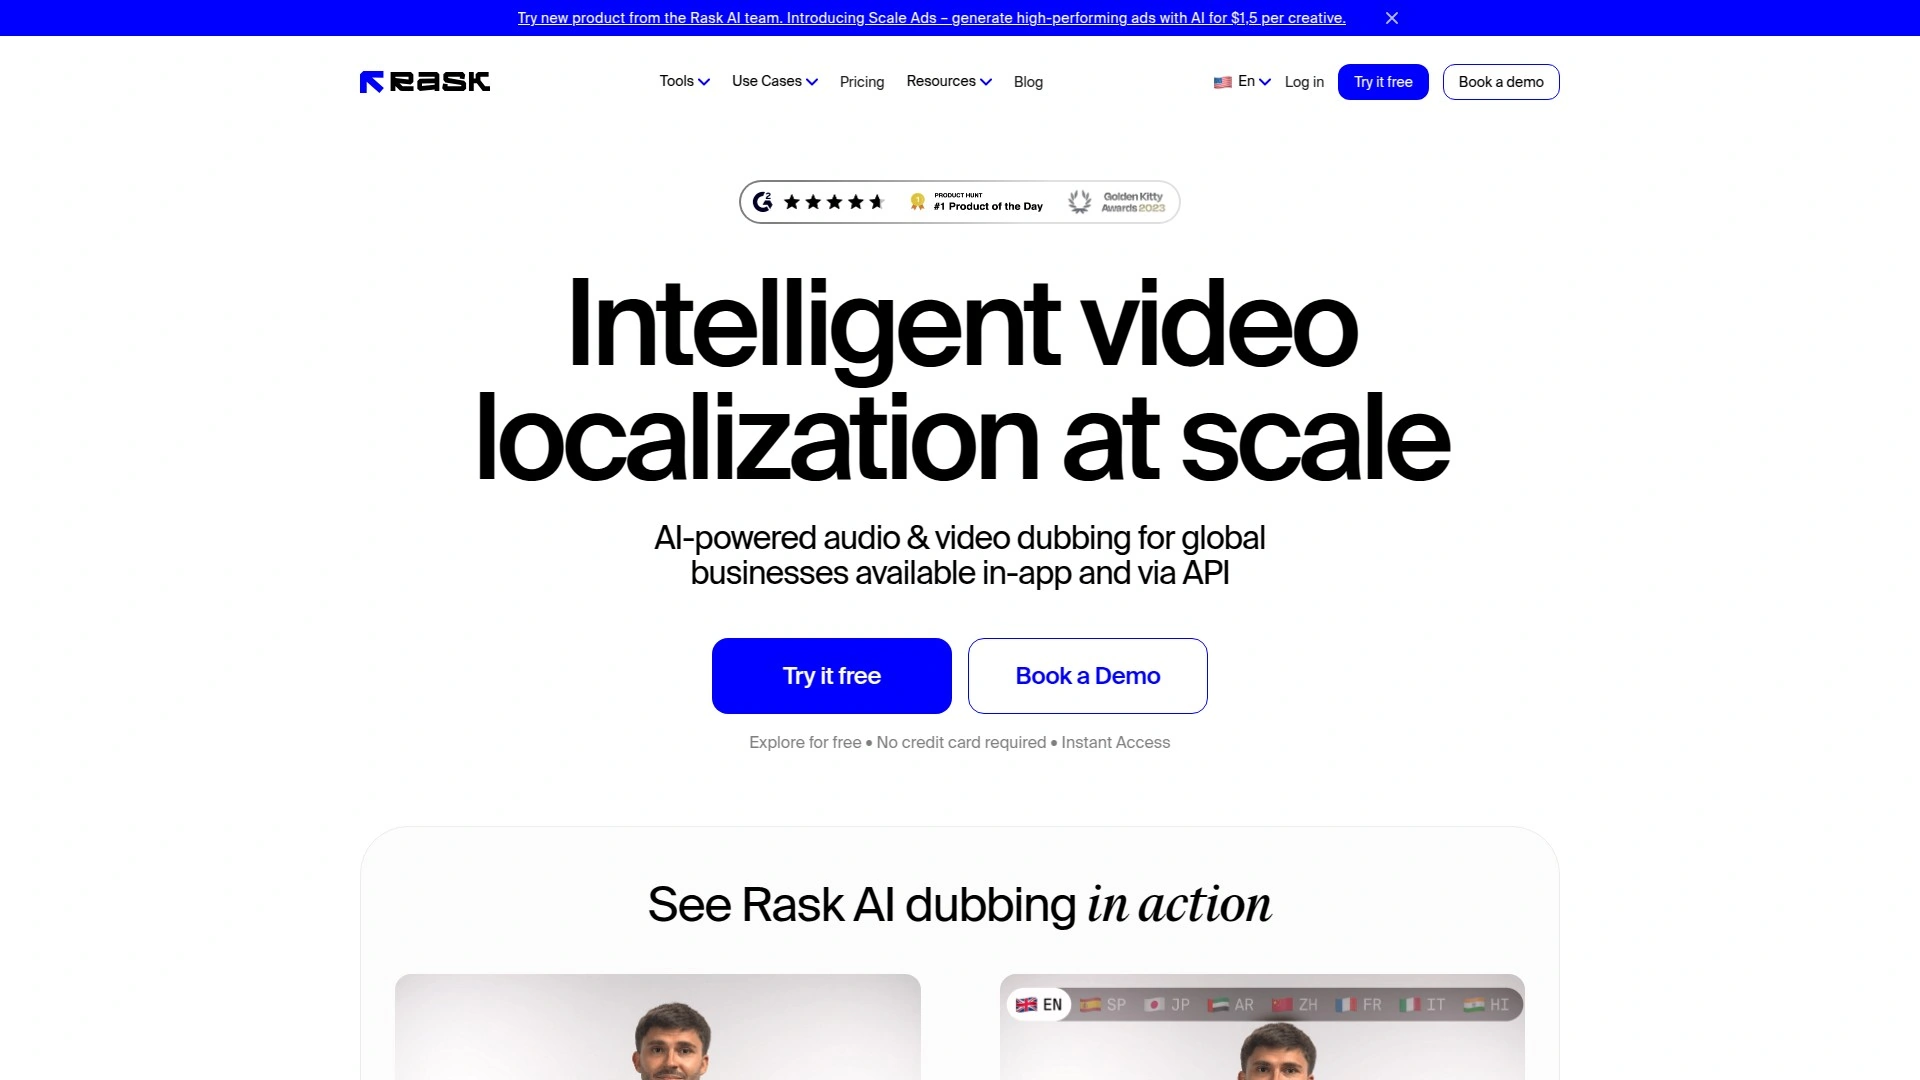 Try new product from the Rask AI team. Introducing Scale Ads – generate high-performing ads with AI for $1,5 per creative.
Rask
Tools
Use Cases
Pricing
Resources
Blog
En
Log in
Try it free
Book a demo
G2
PRODUCT HUNT
#1 Product of the Day
Golden Kitty
Awards 2023
Intelligent video
localization at scale
AI-powered audio & video dubbing for global
businesses available in-app and via API
Try it free
Book a Demo
Explore for free • No credit card required • Instant Access
See Rask AI dubbing in action
EN
SP
JP
AR
ZH
FR
IT
HI